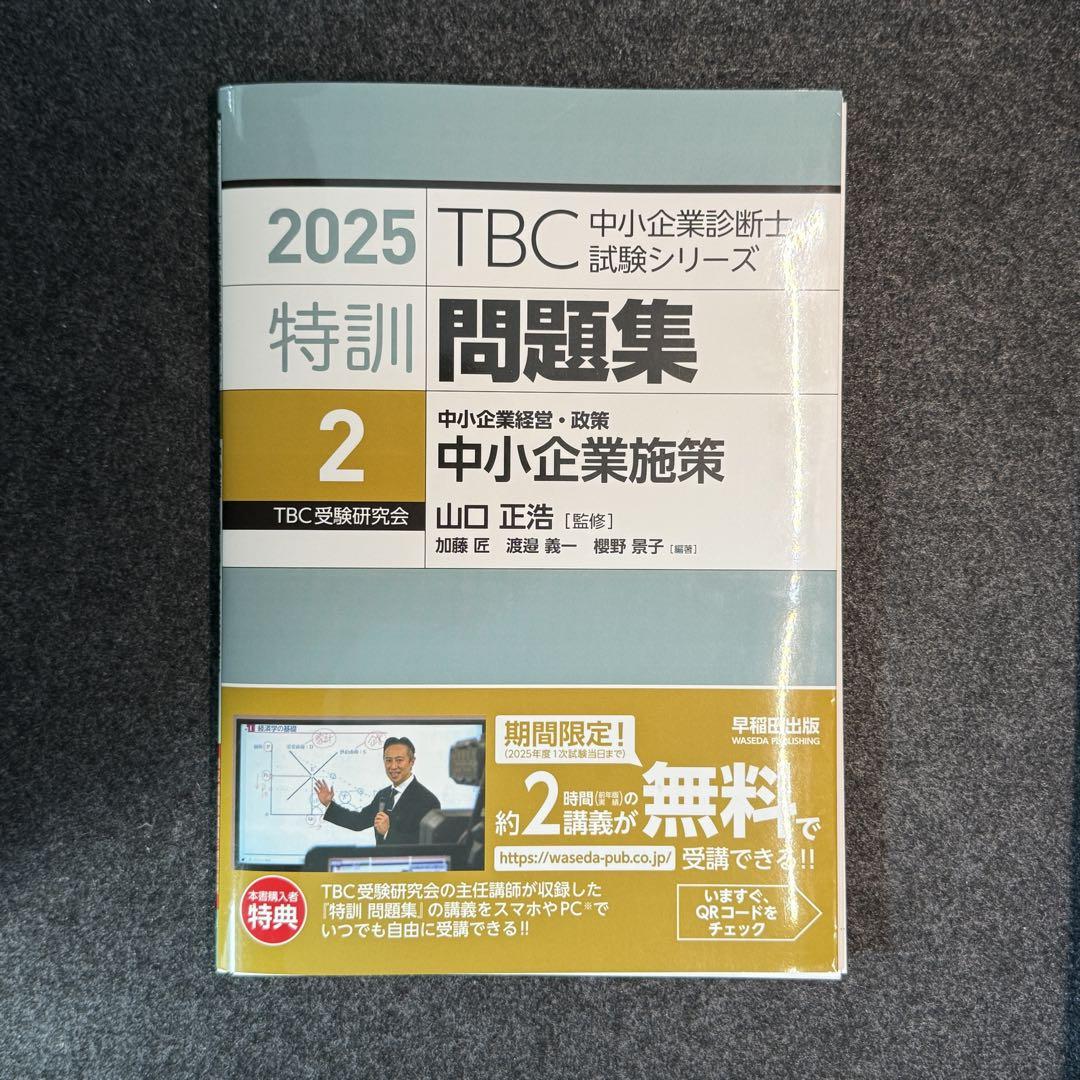 2025
TBC
中小企業診断士
試験シリーズ
特訓
問題集
2
中小企業経営・政策
中小企業施策
TBC受験研究会
山口 正浩 [監修]
加藤 匠 渡邉 義一 櫻野 景子 [編著]
経済学の基礎
期間限定!
(2025年度1次試験当日まで)
早稲田出版
WASEDA PUBLISHING
約2時間(前年版実績)の講義が無料で
https://waseda-pub.co.jp/ 受講できる!!
本書購入者
特典
TBC受験研究会の主任講師が収録した
『特訓 問題集』の講義をスマホやPC※で
いつでも自由に受講できる!!
いますぐ、
QRコードを
チェック